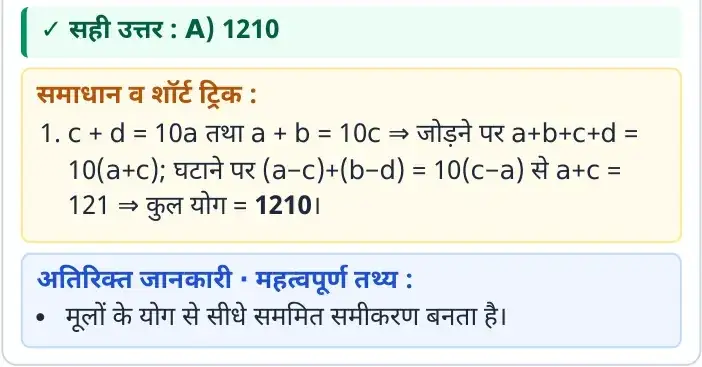 ✓ सही उत्तर : A) 1210
समाधान व शॉर्ट ट्रिक :
1. c + d = 10a तथा a + b = 10c ⇒ जोड़ने पर a+b+c+d =
10(a+c); घटाने पर (a−c)+(b−d) = 10(c−a) से a+c =
121 ⇒ कुल योग = 1210।
अतिरिक्त जानकारी · महत्वपूर्ण तथ्य :
• मूलों के योग से सीधे सममित समीकरण बनता है।